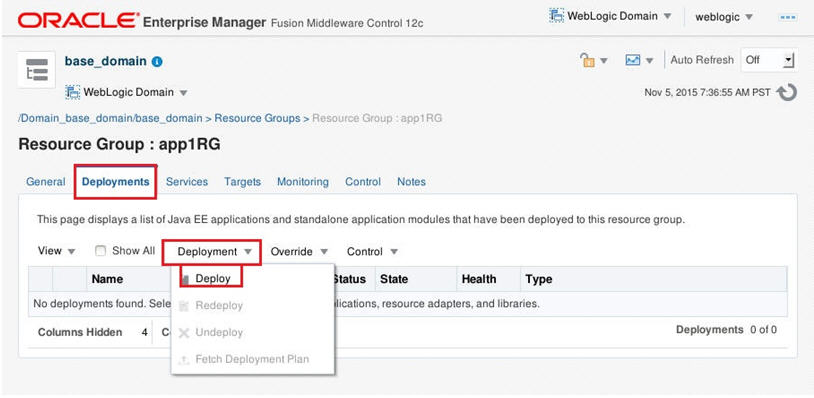 ORACLE Enterprise Manager Fusion Middleware Control 12c WebLogic Domain weblogic
base_domain Auto Refresh Off
WebLogic Domain Nov 5, 2015 7:36:55 AM PST
/Domain_base_domain/base_domain > Resource Groups > Resource Group : app1RG
Resource Group : app1RG
General Deployments Services Targets Monitoring Control Notes
This page displays a list of Java EE applications and standalone application modules that have been deployed to this resource group.
View Show All Deployment Override Control
Name Status State Health Type
Deploy
No deployments found. Sele
Redeploy
lications, resource adapters, and libraries.
Columns Hidden 4 Co Undeploy Deployments 0 of 0
Fetch Deployment Plan